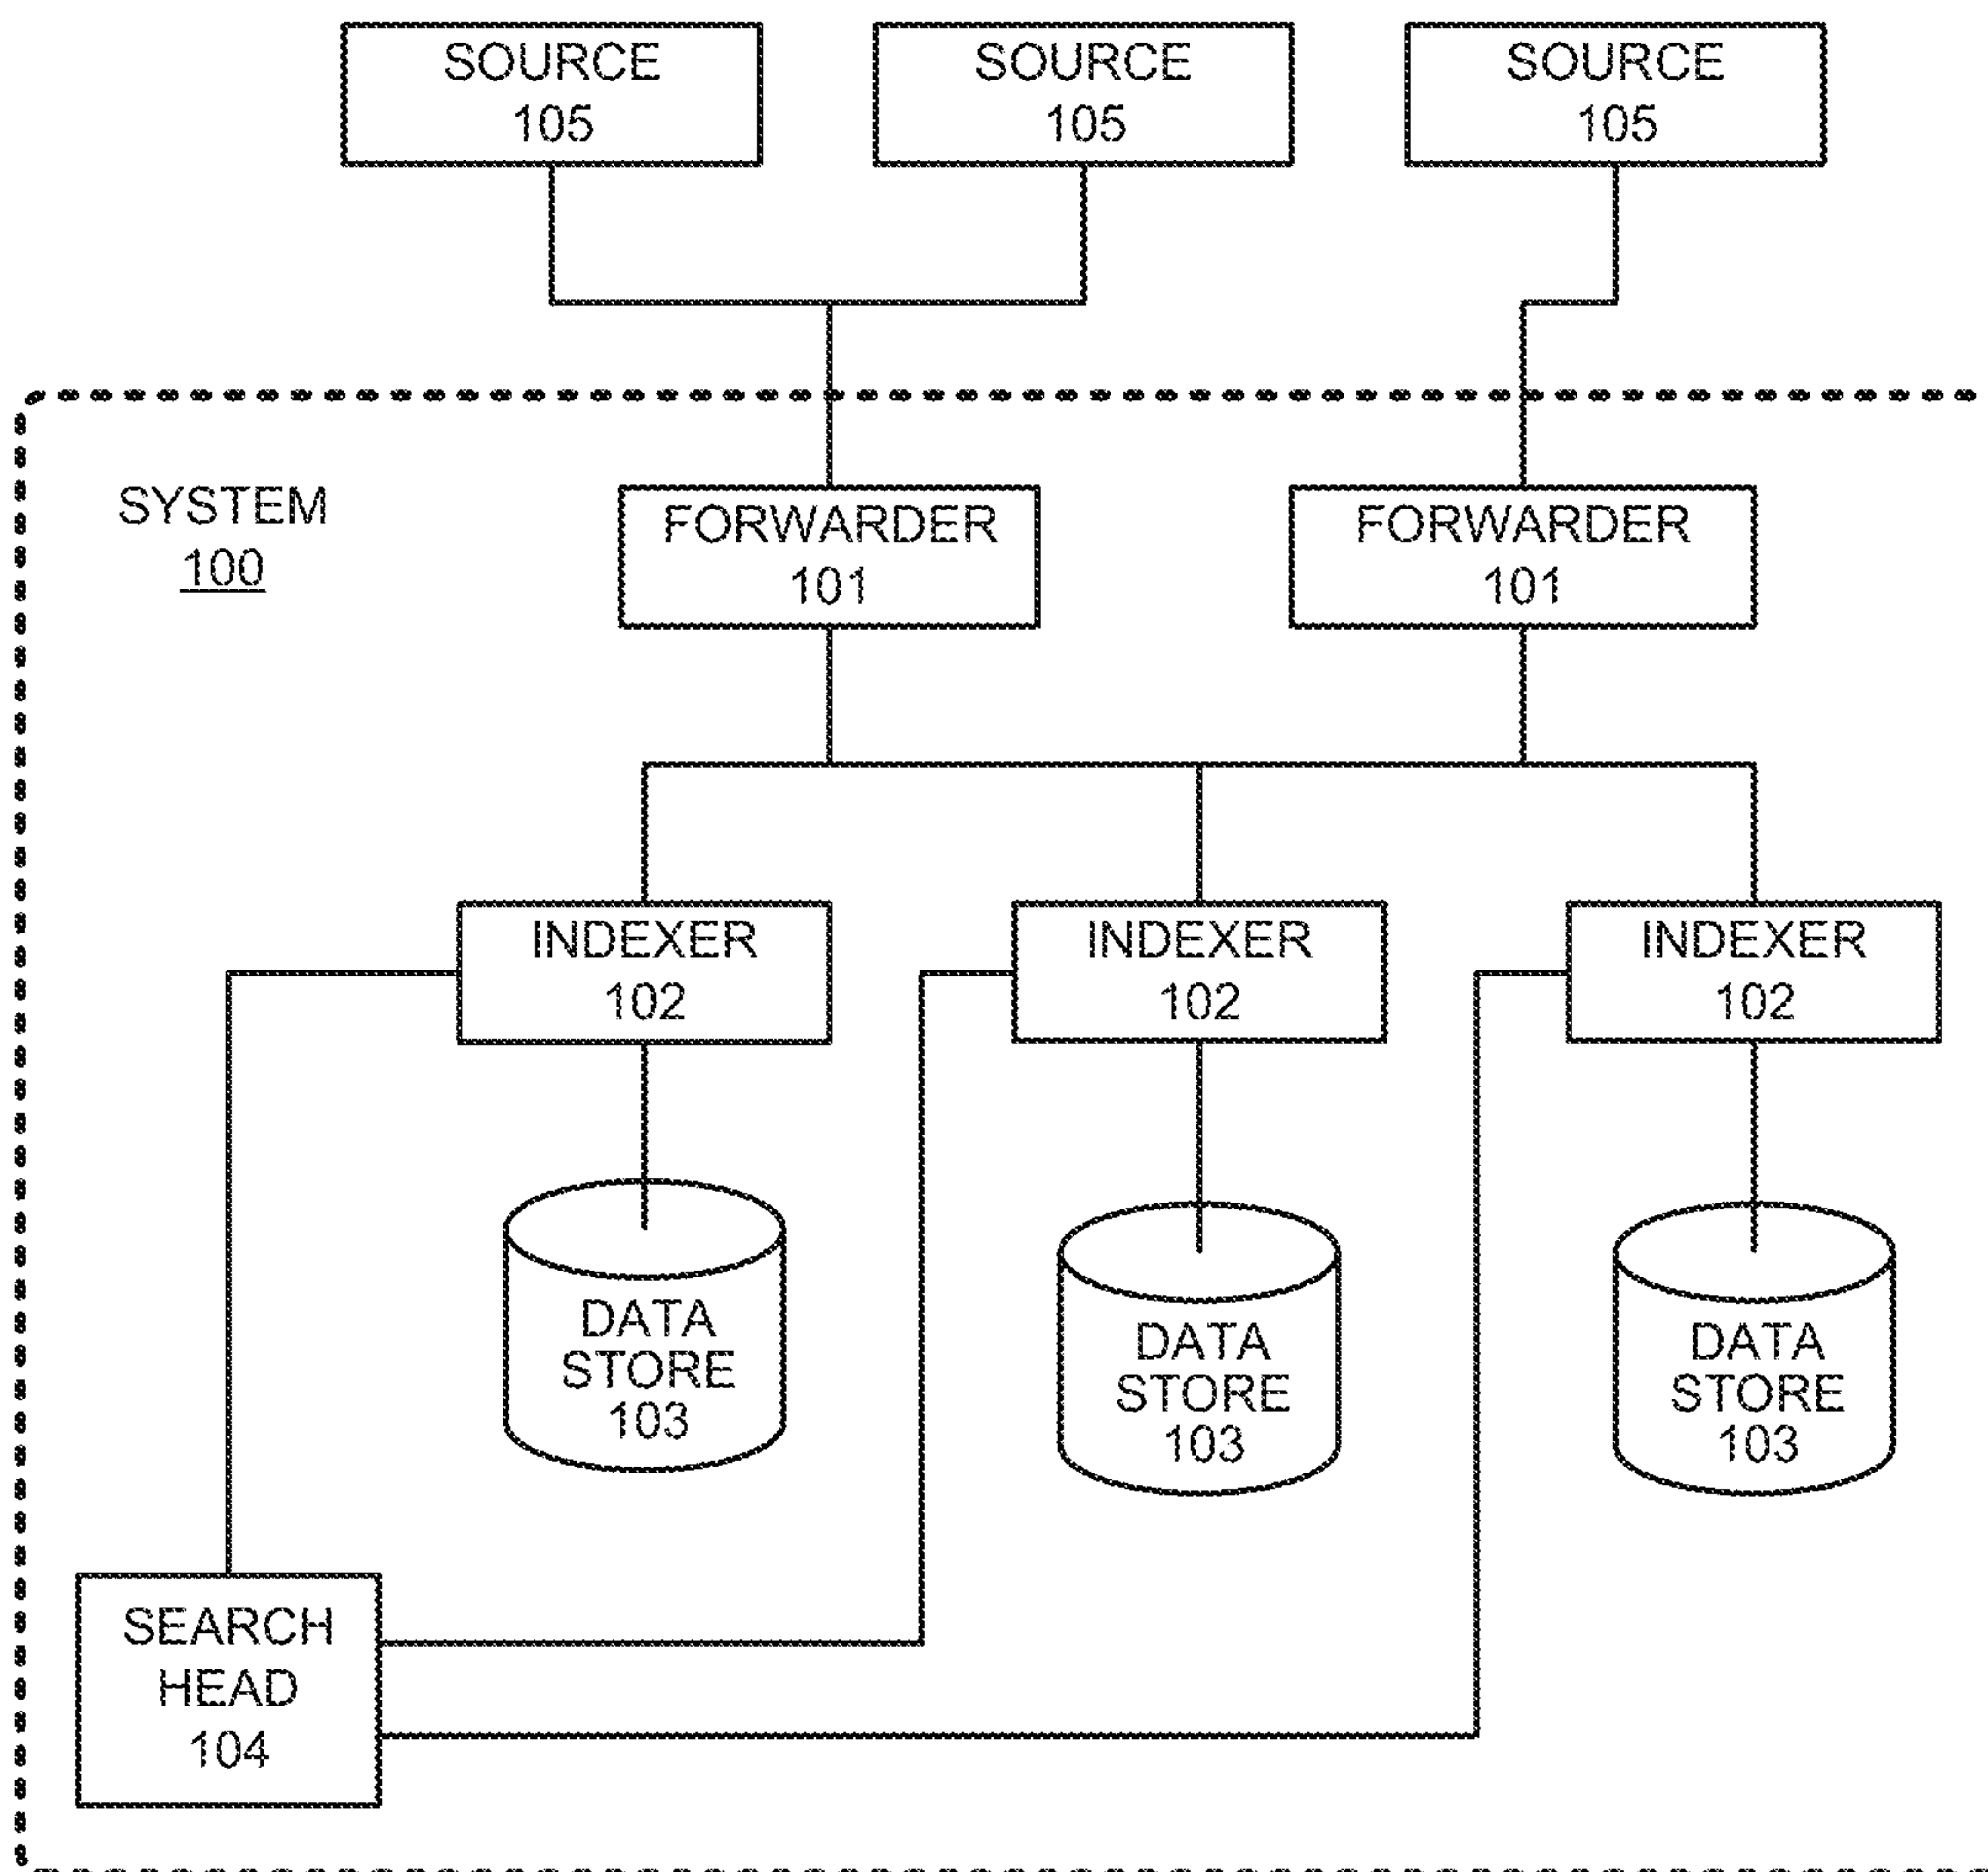 SOURCE
105
SOURCE
105
SOURCE
105
SYSTEM
100
FORWARDER
101
FORWARDER
101
INDEXER
102
INDEXER
102
INDEXER
102
DATA
STORE
103
DATA
STORE
103
DATA
STORE
103
SEARCH
HEAD
104